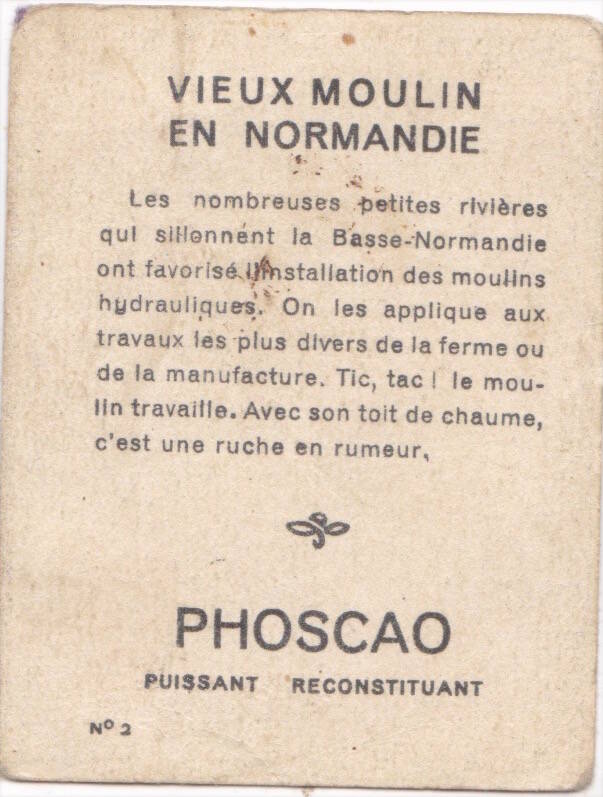 VIEUX MOULIN
EN NORMANDIE
Les nombreuses petites rivières
qui sillonnent la Basse-Normandie
ont favorisé l'installation des moulins
hydrauliques. On les applique aux
travaux les plus divers de la ferme ou
de la manufacture. Tic, tac! le mou-
lin travaille. Avec son toit de chaume,
c'est une ruche en rumeur.
PHOSCAO
PUISSANT RECONSTITUANT
Nº 2